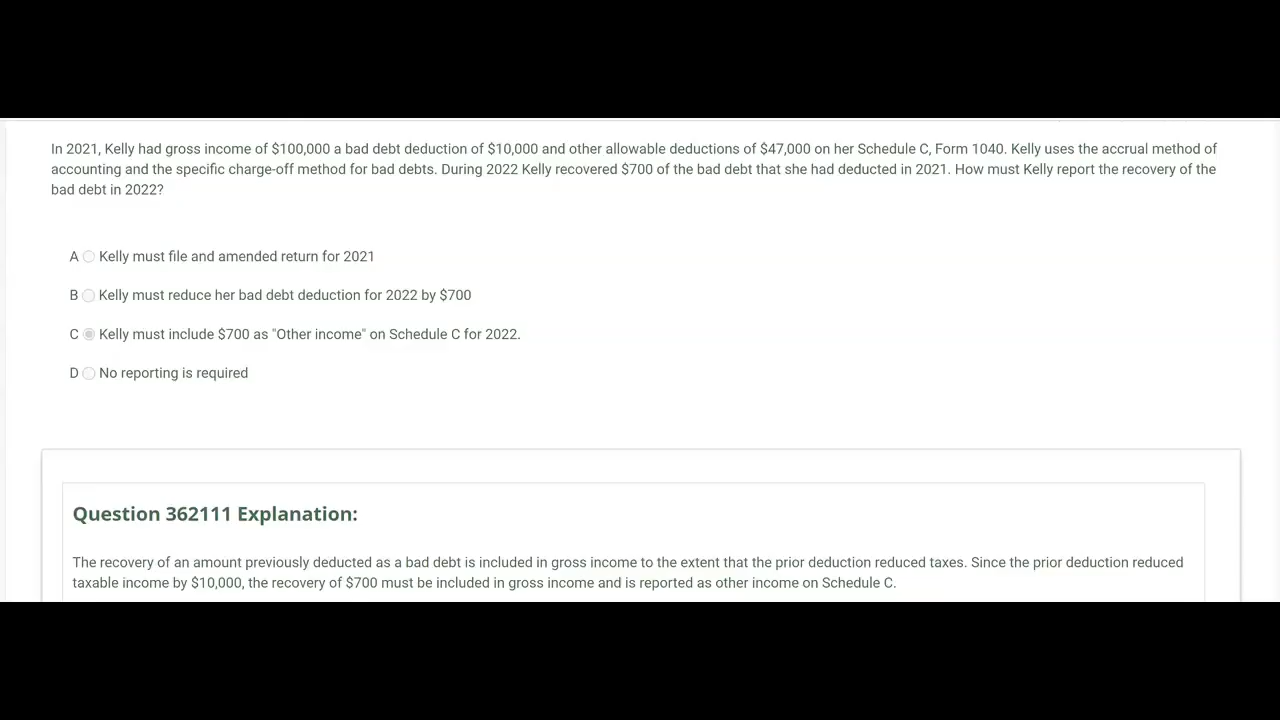 In 2021, Kelly had gross income of $100,000 a bad debt deduction of $10,000 and other allowable deductions of $47,000 on her Schedule C, Form 1040. Kelly uses the accrual method of
accounting and the specific charge-off method for bad debts. During 2022 Kelly recovered $700 of the bad debt that she had deducted in 2021. How must Kelly report the recovery of the
bad debt in 2022?
A Kelly must file and amended return for 2021
B Kelly must reduce her bad debt deduction for 2022 by $700
C Kelly must include $700 as "Other income" on Schedule C for 2022.
D No reporting is required
Question 362111 Explanation:
The recovery of an amount previously deducted as a bad debt is included in gross income to the extent that the prior deduction reduced taxes. Since the prior deduction reduced
taxable income by $10,000, the recovery of $700 must be included in gross income and is reported as other income on Schedule C.